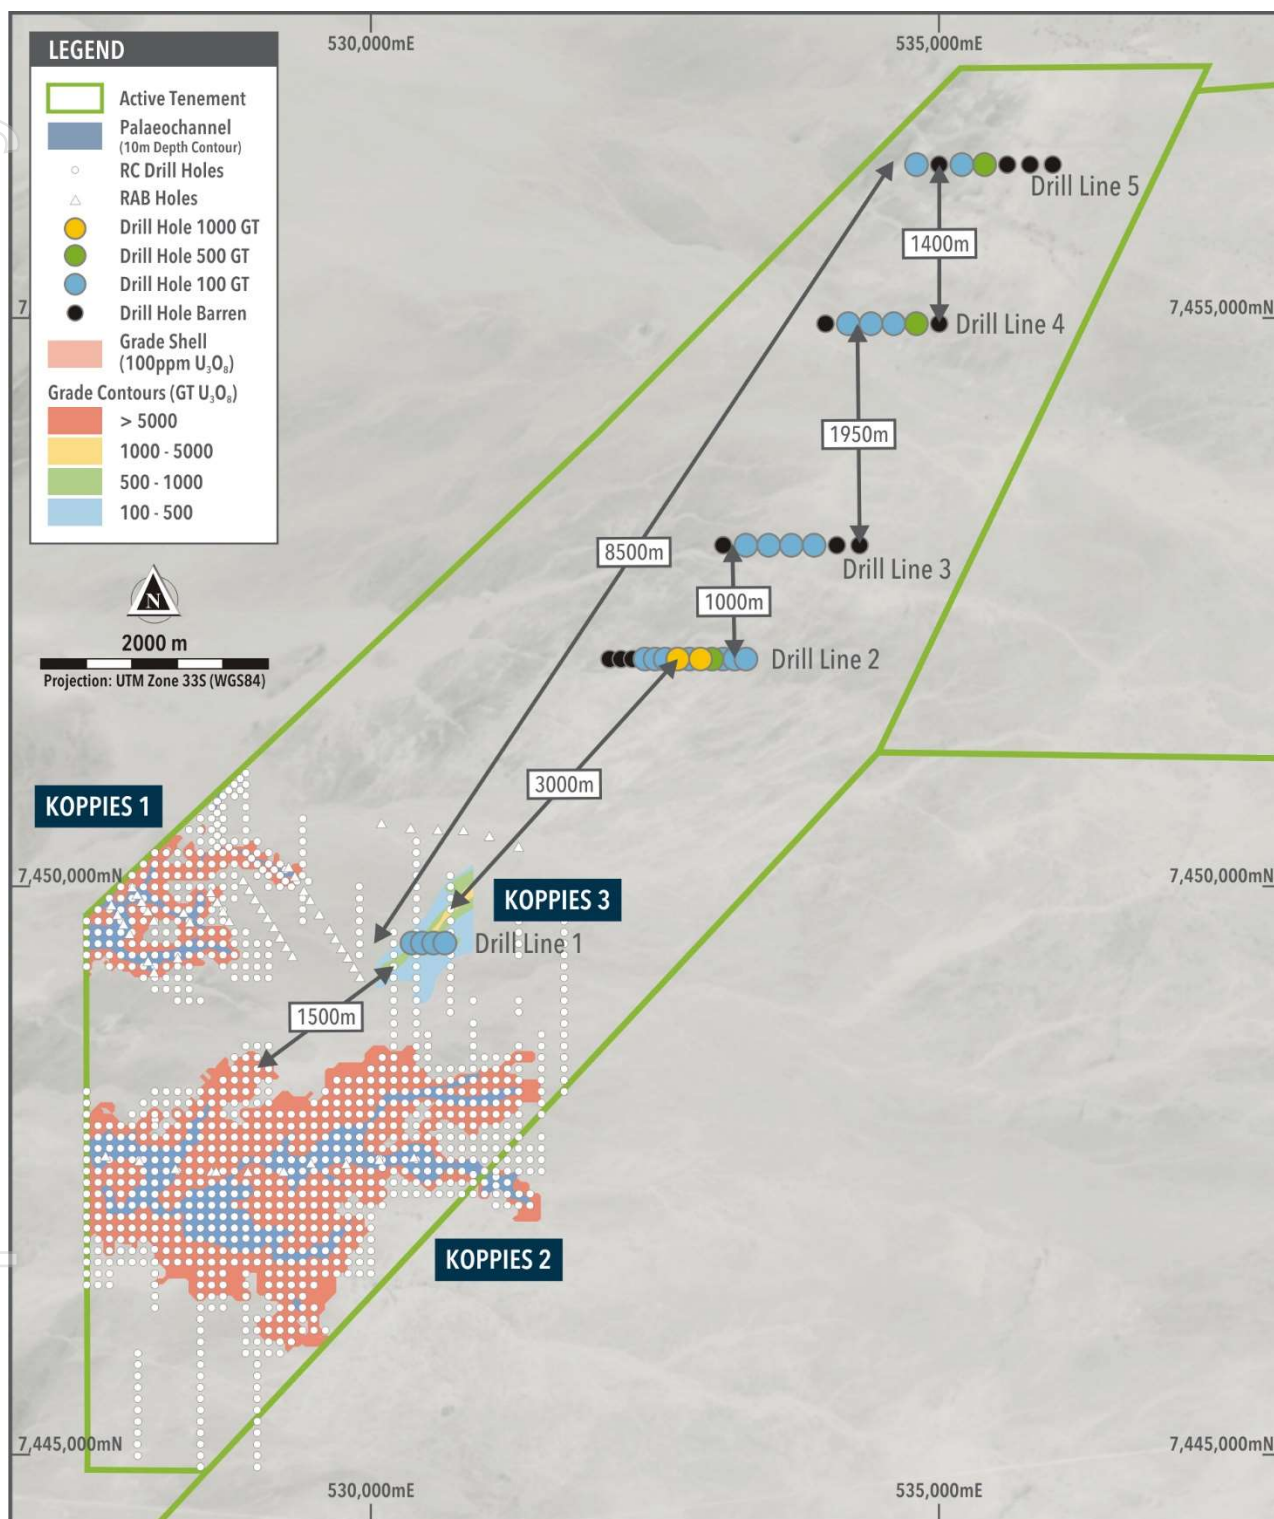 530,000mE
535,000mE
LEGEND
Active Tenement
Palaeochannel
(10m Depth Contour)
RC Drill Holes
RAB Holes
Drill Hole 1000 GT
Drill Hole 500 GT
Drill Hole 100 GT
Drill Hole Barren
Grade Shell
(100ppm U₃O₈)
Grade Contours (GT U₃O₈)
> 5000
1000 - 5000
500 - 1000
100 - 500
N
2000 m
Projection: UTM Zone 33S (WGS84)
Drill Line 5
1400m
7
7,455,000mN
Drill Line 4
1950m
8500m
Drill Line 3
1000m
Drill Line 2
3000m
KOPPIES 1
7,450,000mN
7,450,000mN
KOPPIES 3
Drill Line 1
1500m
KOPPIES 2
7,445,000mN
7,445,000mN
530,000mE
535,000mE